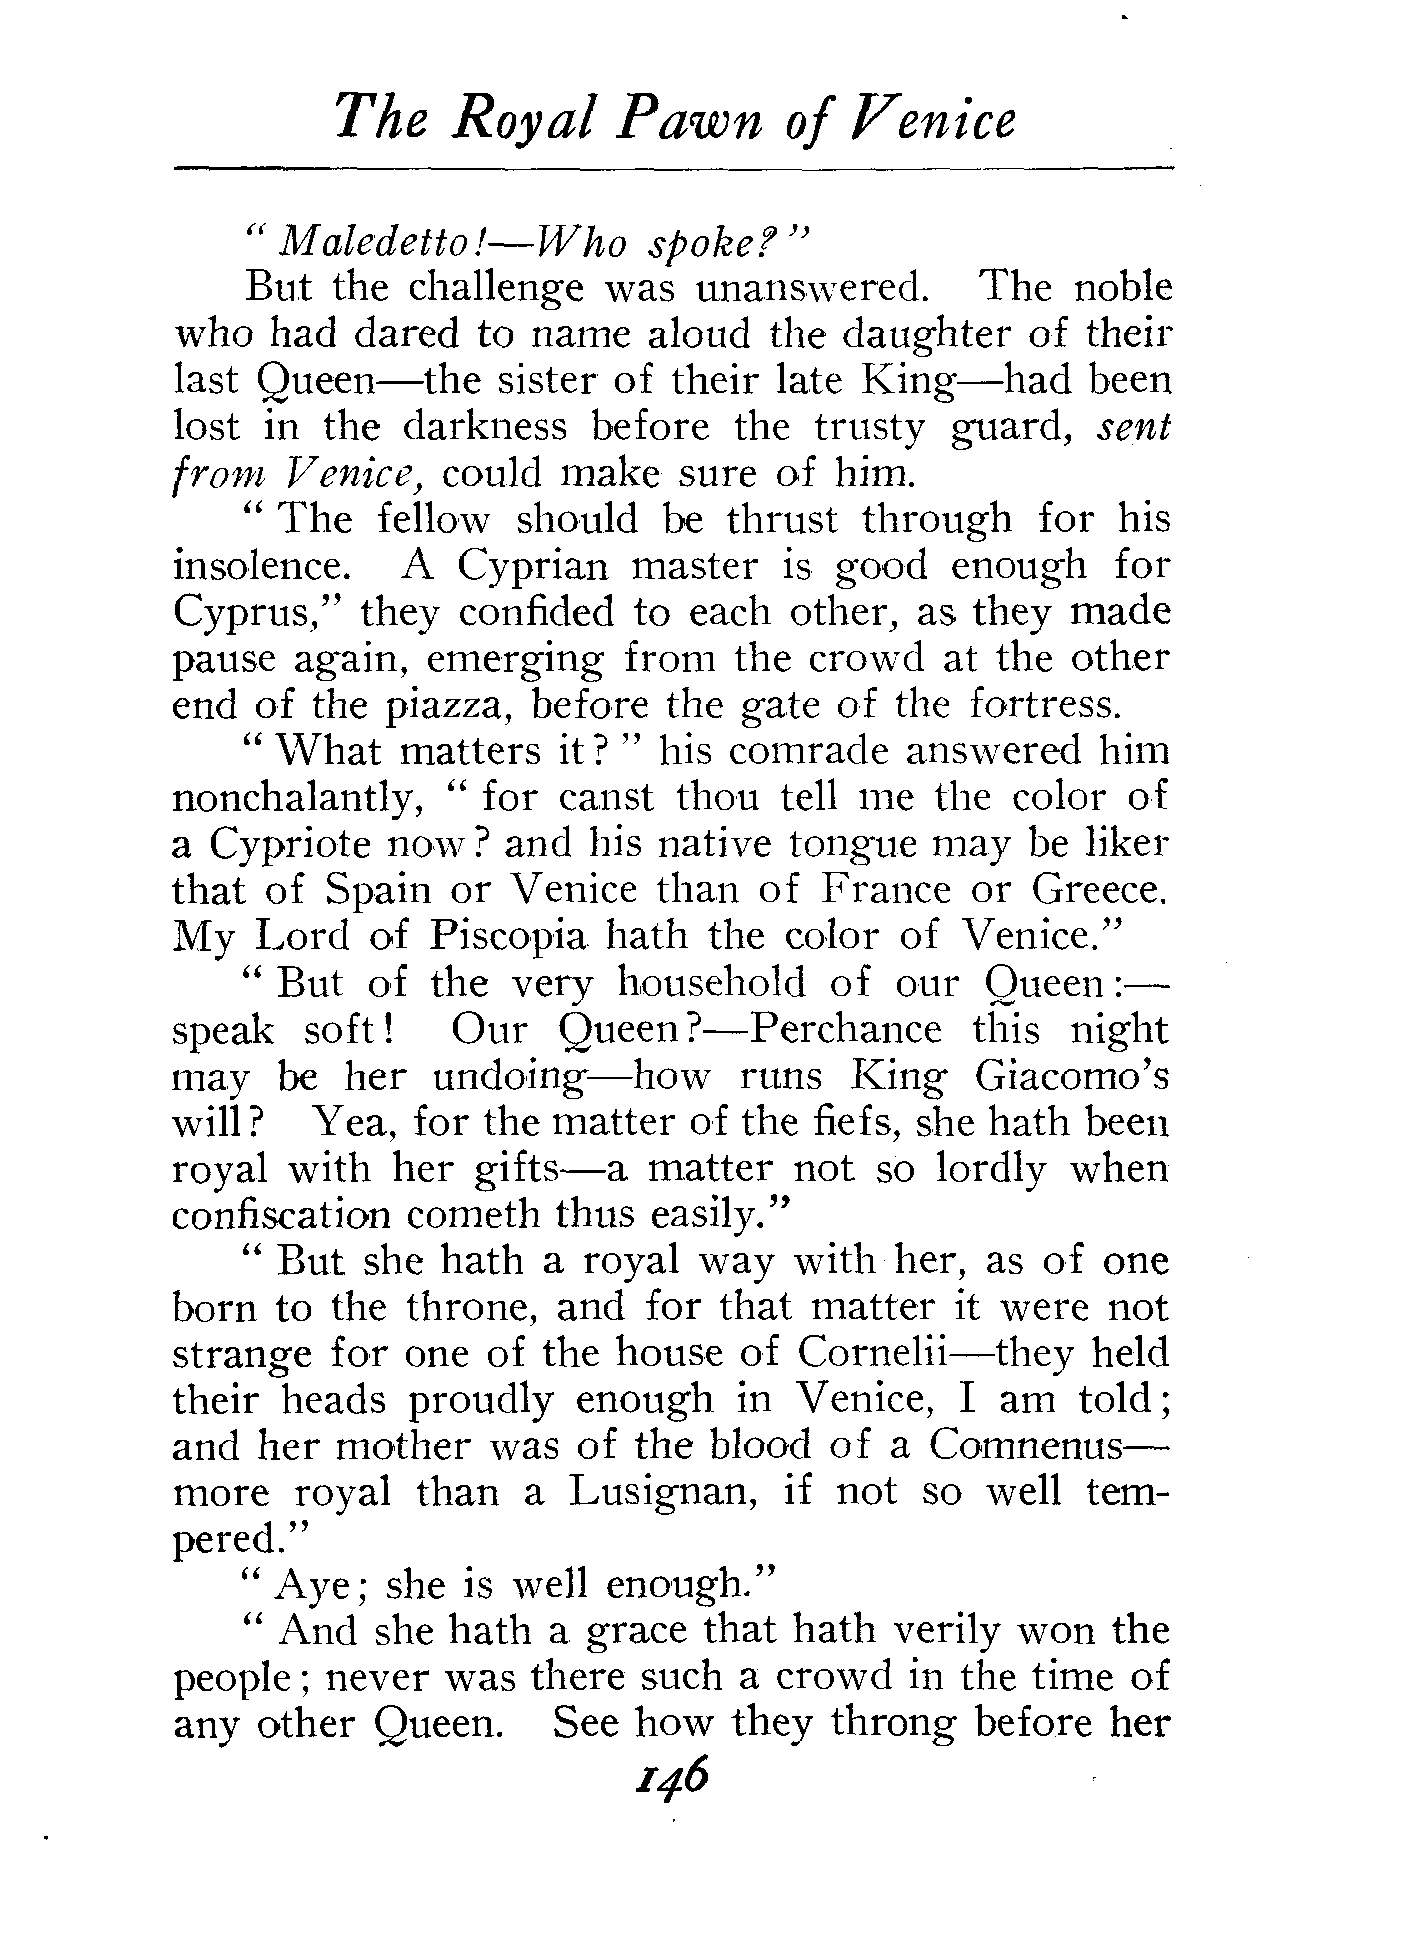 The Royal Pawn of Venice
“ Maledetto!—Who spoke? ”
But the challenge was unanswered. The noble
who had dared to name aloud the daughter of their
last Queen—the sister of their late King—had been
lost in the darkness before the trusty guard, sent
from Venice, could make sure of him.
“ The fellow should be thrust through for his
insolence. A Cyprian master is good enough for
Cyprus,” they confided to each other, as they made
pause again, emerging from the crowd at the other
end of the piazza, before the gate of the fortress.
“ What matters it? ” his comrade answered him
nonchalantly, “ for canst thou tell me the color of
a Cypriote now? and his native tongue may be liker
that of Spain or Venice than of France or Greece.
My Lord of Piscopia hath the color of Venice.”
“ But of the very household of our Queen:—
speak soft! Our Queen?—Perchance this night
may be her undoing—how runs King Giacomo's
will? Yea, for the matter of the fiefs, she hath been
royal with her gifts—a matter not so lordly when
confiscation cometh thus easily.”
“ But she hath a royal way with her, as of one
born to the throne, and for that matter it were not
strange for one of the house of Cornelii—they held
their heads proudly enough in Venice, I am told;
and her mother was of the blood of a Comnenus—
more royal than a Lusignan, if not so well tem-
pered.”
“ Aye; she is well enough.”
“ And she hath a grace that hath verily won the
people; never was there such a crowd in the time of
any other Queen. See how they throng before her
146